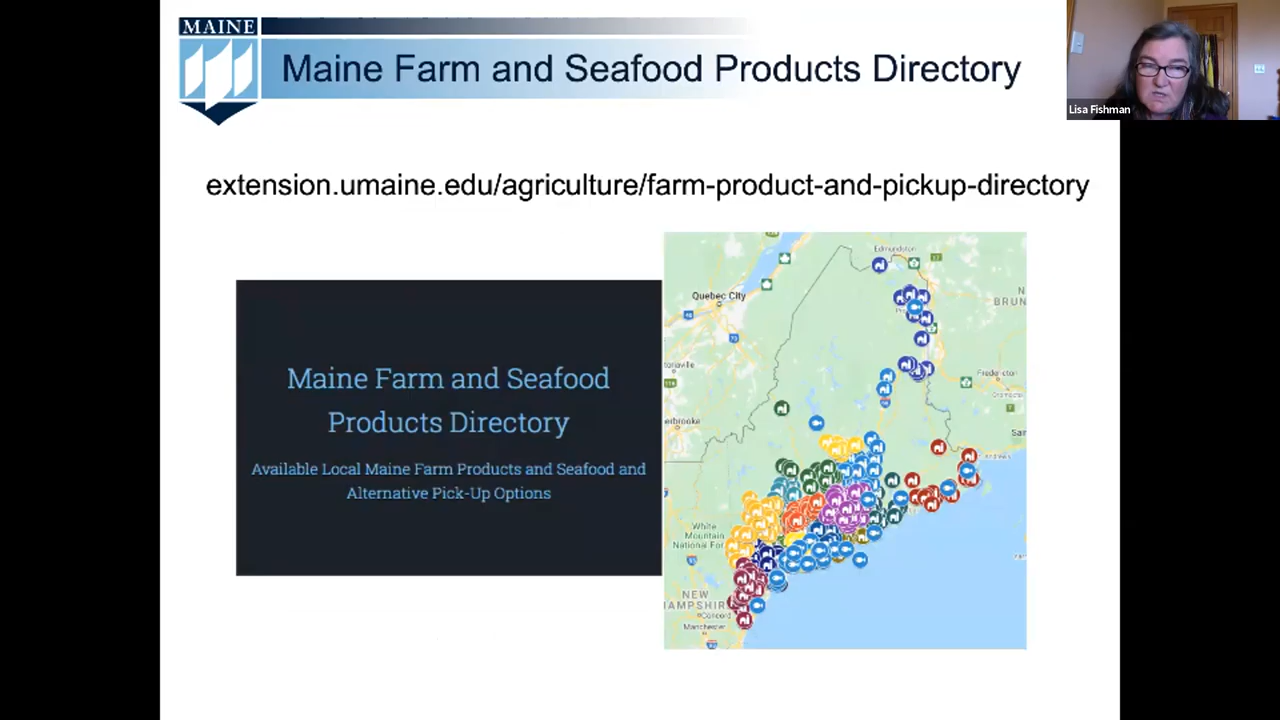 MAINE
Maine Farm and Seafood Products Directory
Lisa Fishman
extension.umaine.edu/agriculture/farm-product-and-pickup-directory
Maine Farm and Seafood
Products Directory
Available Local Maine Farm Products and Seafood and
Alternative Pick-Up Options
Edmundston
Quebec City
BRUN
Fredericton
White
Mountain
National For
NEW
HAMPSHIR
Concord
Manchester